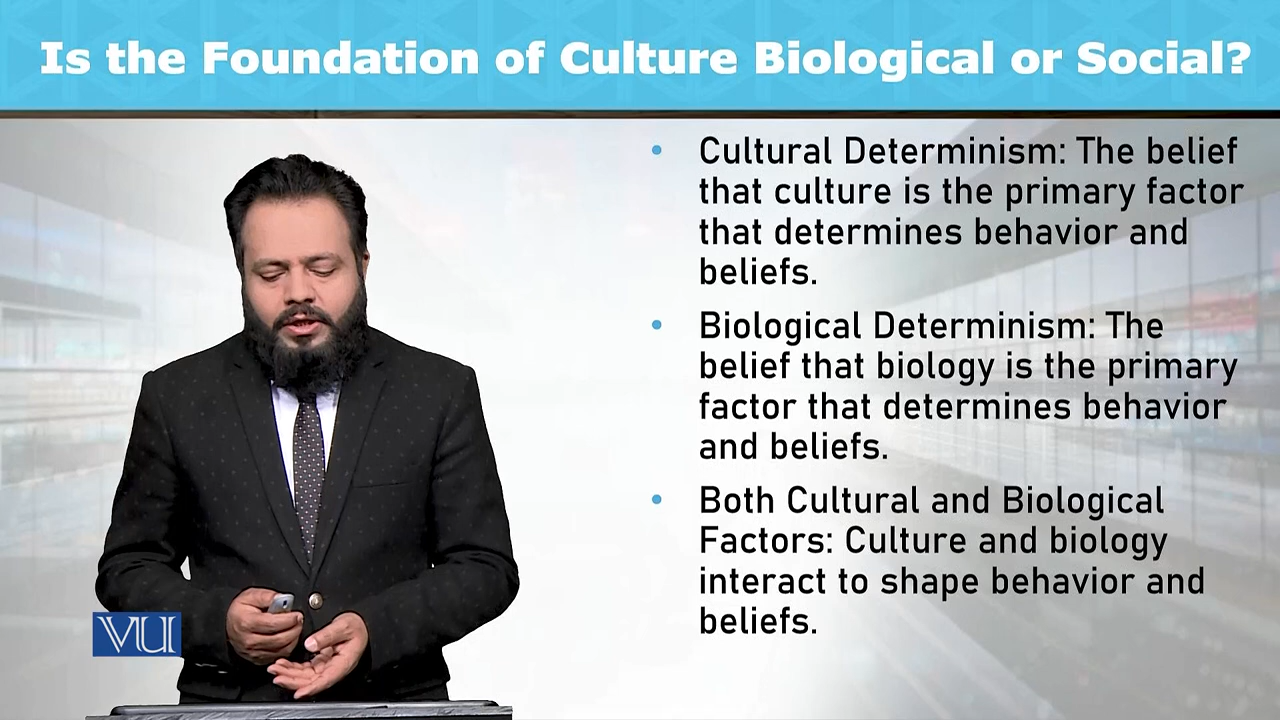 Is the Foundation of Culture Biological or Social?
• Cultural Determinism: The belief
that culture is the primary factor
that determines behavior and
beliefs.
• Biological Determinism: The
belief that biology is the primary
factor that determines behavior
and beliefs.
• Both Cultural and Biological
Factors: Culture and biology
interact to shape behavior and
beliefs.
VU